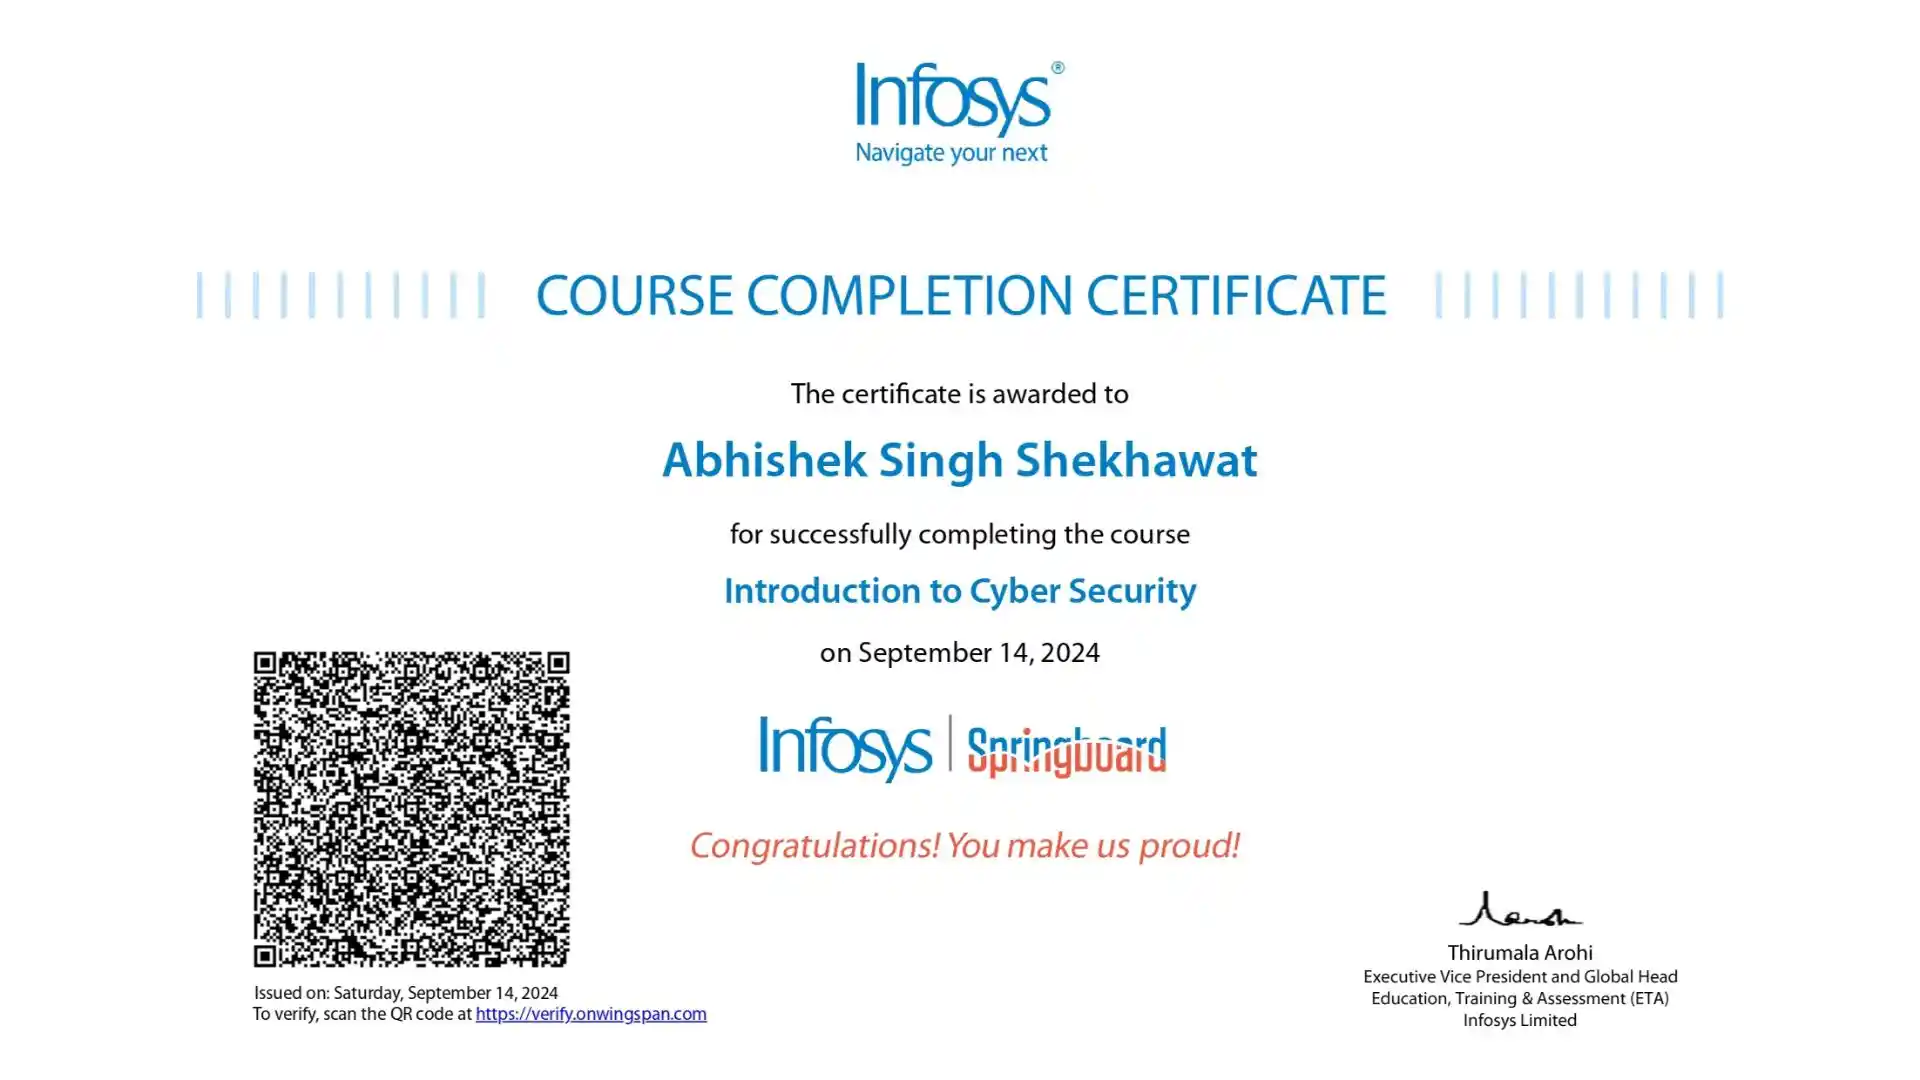 Infosys®
Navigate your next
COURSE COMPLETION CERTIFICATE
The certificate is awarded to
Abhishek Singh Shekhawat
for successfully completing the course
Introduction to Cyber Security
on September 14, 2024
Infosys | Springboard
Congratulations! You make us proud!
Issued on: Saturday, September 14, 2024
To verify, scan the QR code at https://verify.onwingspan.com
Thirumala Arohi
Executive Vice President and Global Head
Education, Training & Assessment (ETA)
Infosys Limited